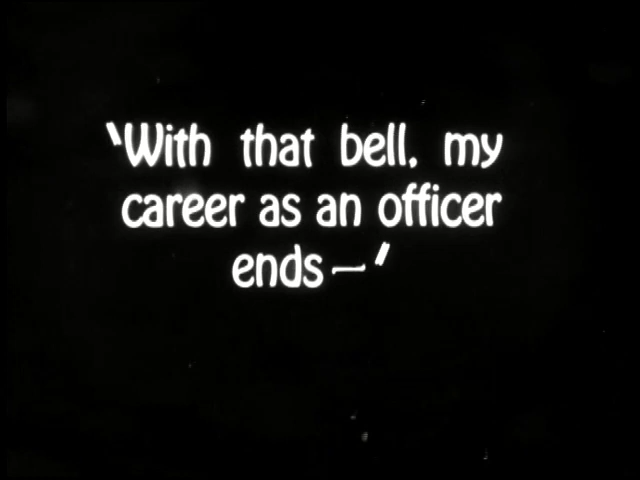 ‵With that bell, my
career as an officer
ends—′